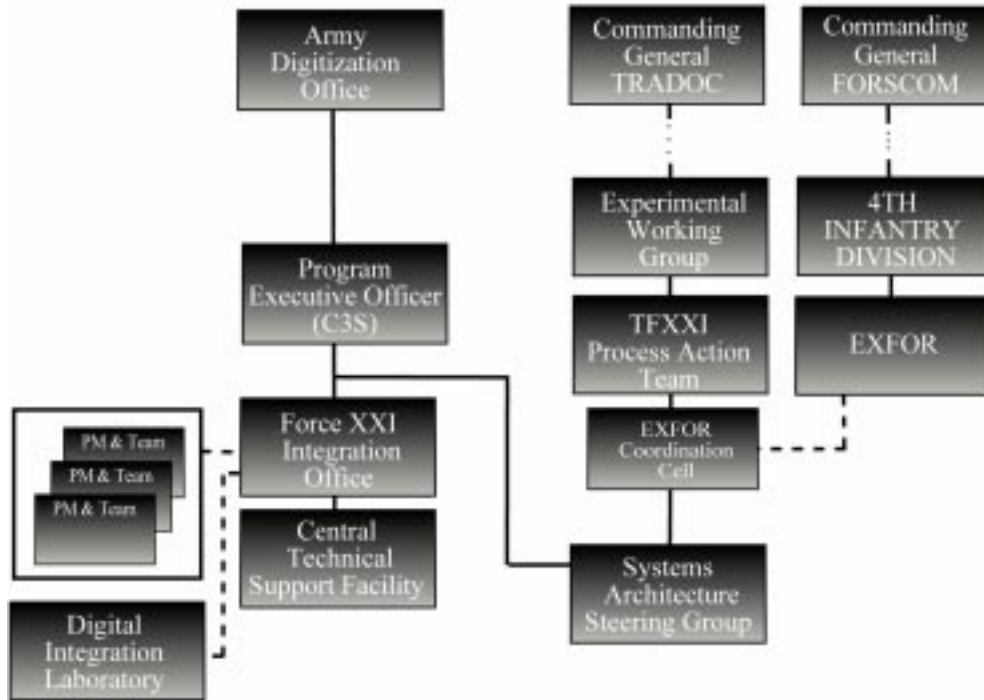 Army
Digitization
Office
Commanding
General
TRADOC
Commanding
General
FORSCOM
Experimental
Working
Group
4TH
INFANTRY
DIVISION
Program
Executive Officer
(C3S)
TFXXI
Process Action
Team
EXFOR
Force XXI
Integration
Office
EXFOR
Coordination
Cell
PM & Team
PM & Team
PM & Team
Central
Technical
Support Facility
Systems
Architecture
Steering Group
Digital
Integration
Laboratory